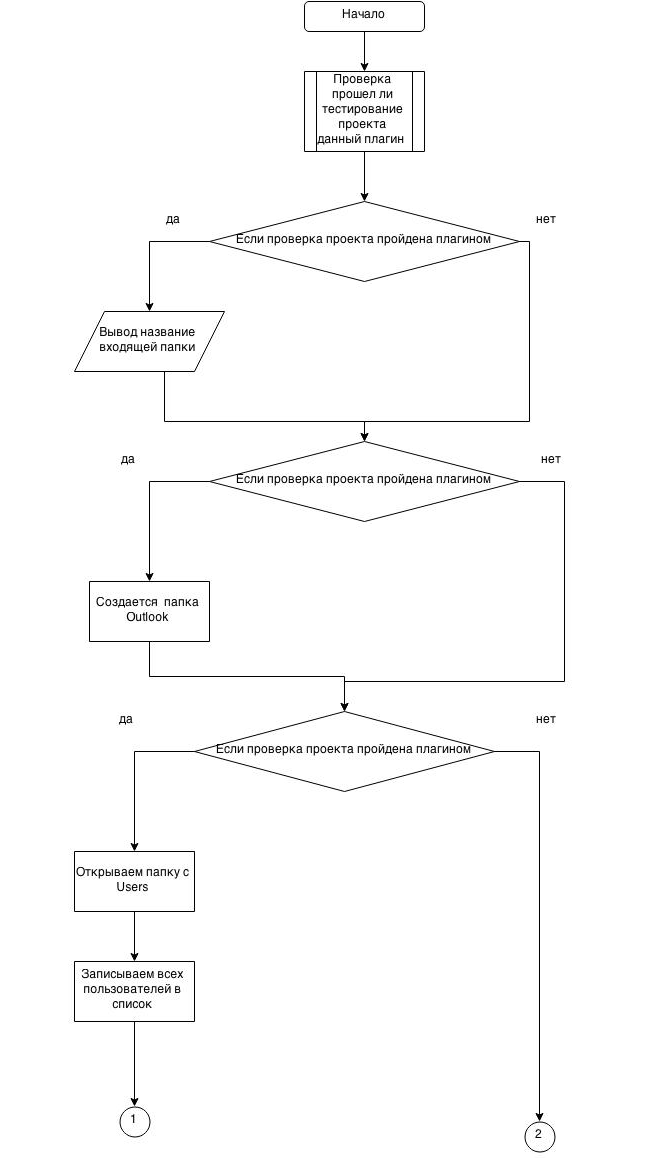 Начало
Проверка
прошел ли
тестирование
проекта
данный плагин
да
нет
Если проверка проекта пройдена плагином
Вывод название
входящей папки
да
нет
Если проверка проекта пройдена плагином
Создается папка
Outlook
да
нет
Если проверка проекта пройдена плагином
Открываем папку с
Users
Записываем всех
пользователей в
список
1
2